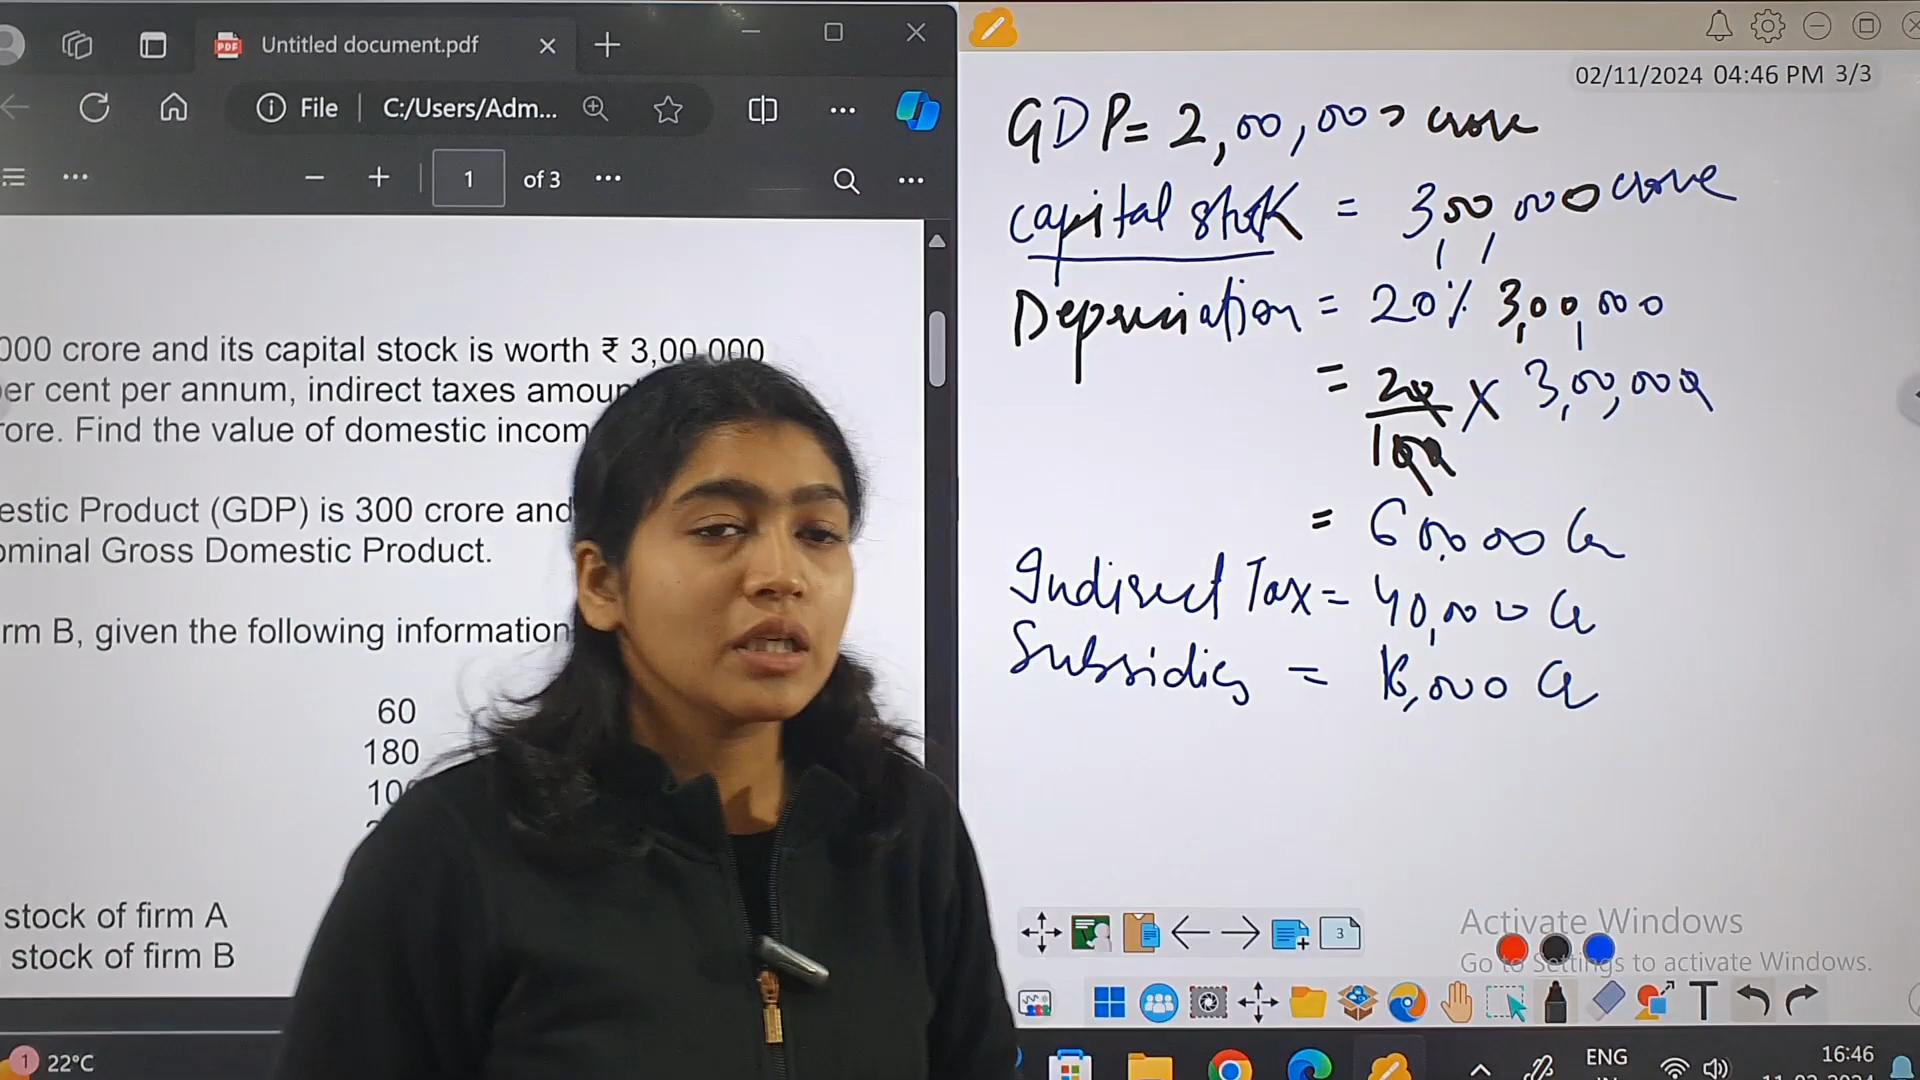 Untitled document.pdf
File
C:/Users/Adm...
1 of 3
000 crore and its capital stock is worth ₹ 3,00,000
er cent per annum, indirect taxes amoun
rore. Find the value of domestic incom
estic Product (GDP) is 300 crore and
ominal Gross Domestic Product.
rm B, given the following information
60
180
stock of firm A
stock of firm B
1 22°C
02/11/2024 04:46 PM 3/3
GDP = 2,00,000 crore
capital stock = 300,000 crore
Depreciation = 20% 3,00,000
= 20/100 X 3,00,000
= 60,000 Cr
Indirect Tax = 40,000 Cr
Subsidies =
3
Activate Windows
Go to Settings to activate Windows.
T
ENG
16:46